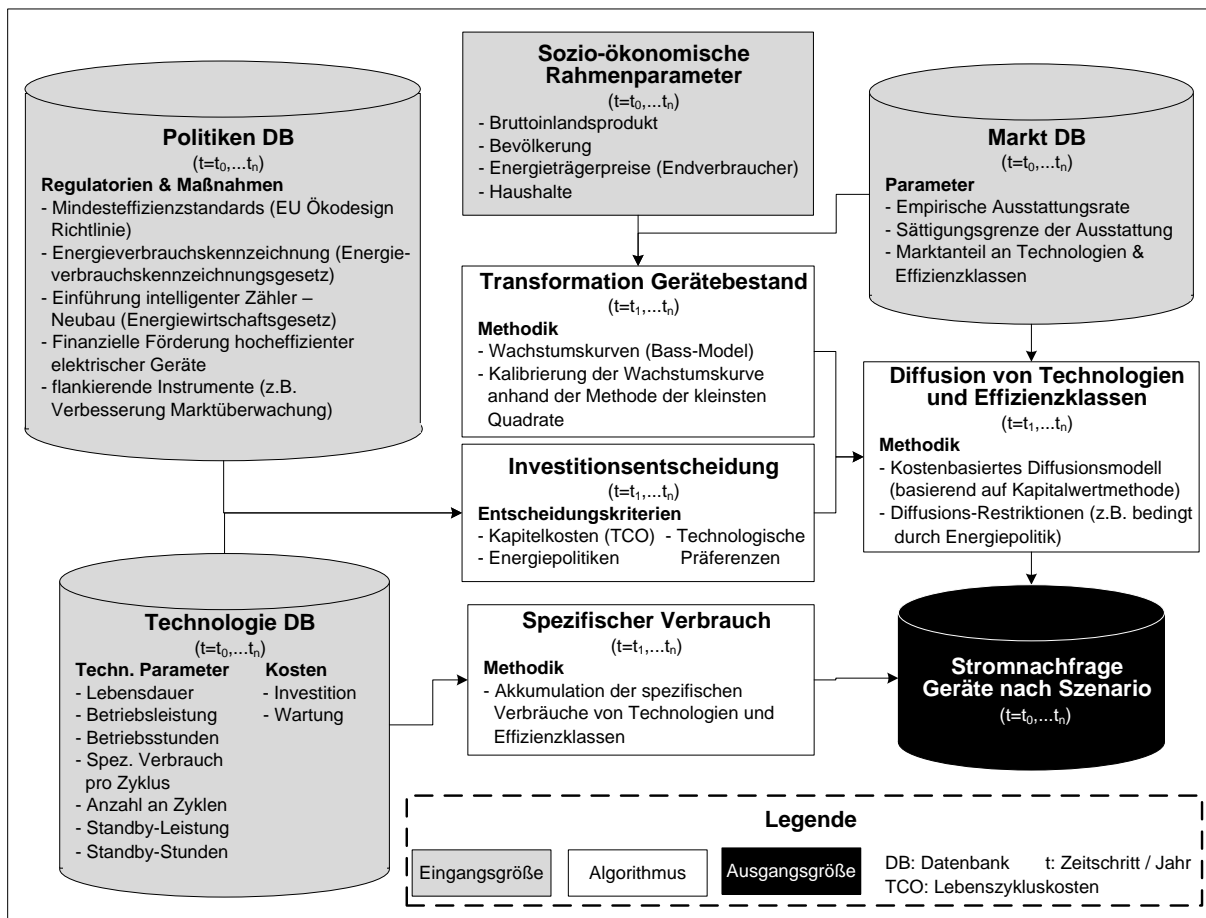 Politiken DB
(t=t0,...tn)
Regulatorien & Maßnahmen
- Mindesteffizienzstandards (EU Ökodesign
Richtlinie)
- Energieverbrauchskennzeichnung (Energie-
verbrauchskennzeichnungsgesetz)
- Einführung intelligenter Zähler –
Neubau (Energiewirtschaftsgesetz)
- Finanzielle Förderung hocheffizienter
elektrischer Geräte
- flankierende Instrumente (z.B.
Verbesserung Marktüberwachung)
Sozio-ökonomische
Rahmenparameter
(t=t0,...tn)
- Bruttoinlandsprodukt
- Bevölkerung
- Energieträgerpreise (Endverbraucher)
- Haushalte
Markt DB
(t=t0,...tn)
Parameter
- Empirische Ausstattungsrate
- Sättigungsgrenze der Ausstattung
- Marktanteil an Technologien &
Effizienzklassen
Transformation Gerätebestand
(t=t1,...tn)
Methodik
- Wachstumskurven (Bass-Model)
- Kalibrierung der Wachstumskurve
anhand der Methode der kleinsten
Quadrate
Diffusion von Technologien
und Effizienzklassen
(t=t1,...tn)
Methodik
- Kostenbasiertes Diffusionsmodell
(basierend auf Kapitalwertmethode)
- Diffusions-Restriktionen (z.B. bedingt
durch Energiepolitik)
Investitionsentscheidung
(t=t1,...tn)
Entscheidungskriterien
- Kapitelkosten (TCO) - Technologische
- Energiepolitiken Präferenzen
Technologie DB
(t=t0,...tn)
Techn. Parameter Kosten
- Lebensdauer - Investition
- Betriebsleistung - Wartung
- Betriebsstunden
- Spez. Verbrauch
pro Zyklus
- Anzahl an Zyklen
- Standby-Leistung
- Standby-Stunden
Spezifischer Verbrauch
(t=t1,...tn)
Methodik
- Akkumulation der spezifischen
Verbräuche von Technologien und
Effizienzklassen
Stromnachfrage
Geräte nach Szenario
(t=t0,...tn)
Legende
Eingangsgröße Algorithmus Ausgangsgröße
DB: Datenbank t: Zeitschritt / Jahr
TCO: Lebenszykluskosten